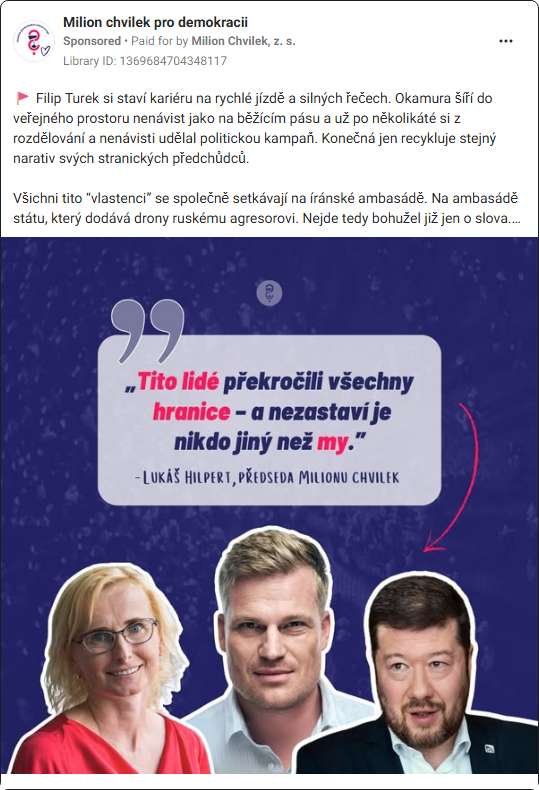 Milion chvilek pro demokracii
Sponsored • Paid for by Milion Chvilek, z. s.
Library ID: 1369684704348117
🚩 Filip Turek si staví kariéru na rychlé jízdě a silných řečech. Okamura šíří do
veřejného prostoru nenávist jako na běžícím pásu a už po několikáté si z
rozdělování a nenávisti udělal politickou kampaň. Konečná jen recykluje stejný
narativ svých stranických předchůdců.
Všichni tito “vlastenci” se společně setkávají na íránské ambasádě. Na ambasádě
státu, který dodává drony ruskému agresorovi. Nejde tedy bohužel již jen o slova....
„Tito lidé překročili všechny
hranice – a nezastaví je
nikdo jiný než my.”
- Lukáš Hilpert, předseda Milionu chvilek